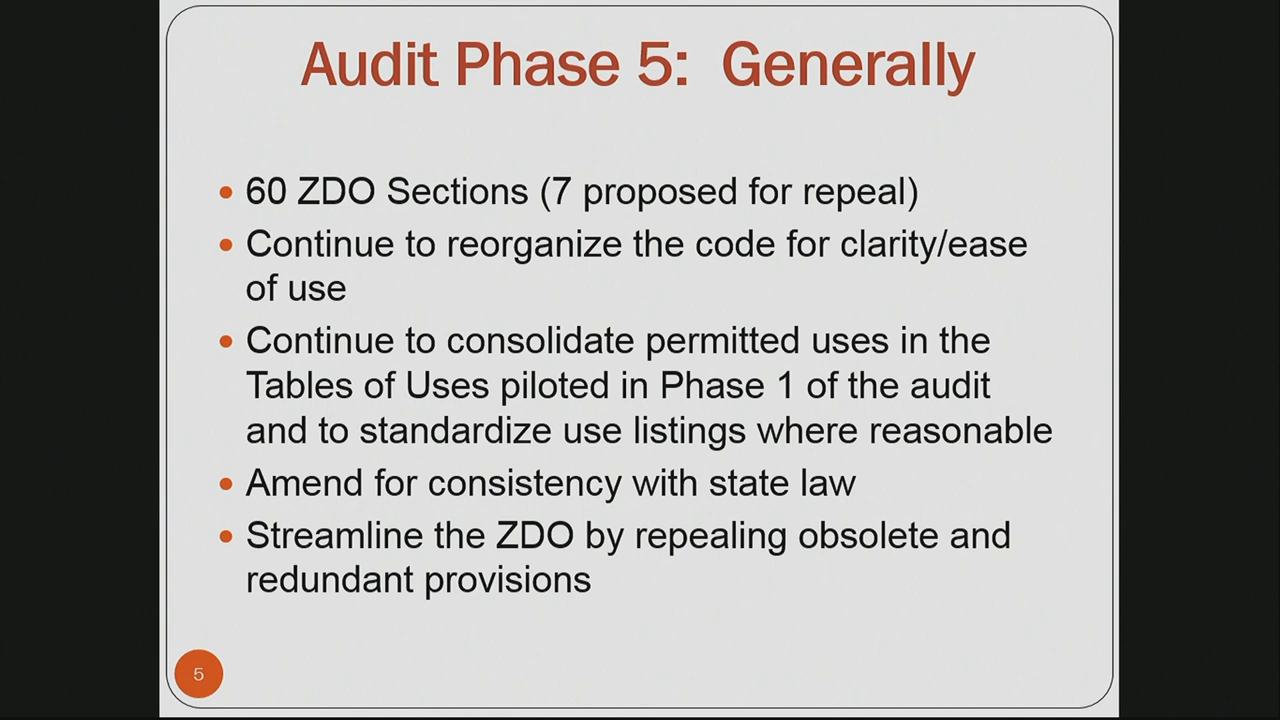 Audit Phase 5: Generally
• 60 ZDO Sections (7 proposed for repeal)
• Continue to reorganize the code for clarity/ease
of use
• Continue to consolidate permitted uses in the
Tables of Uses piloted in Phase 1 of the audit
and to standardize use listings where reasonable
• Amend for consistency with state law
• Streamline the ZDO by repealing obsolete and
redundant provisions
5